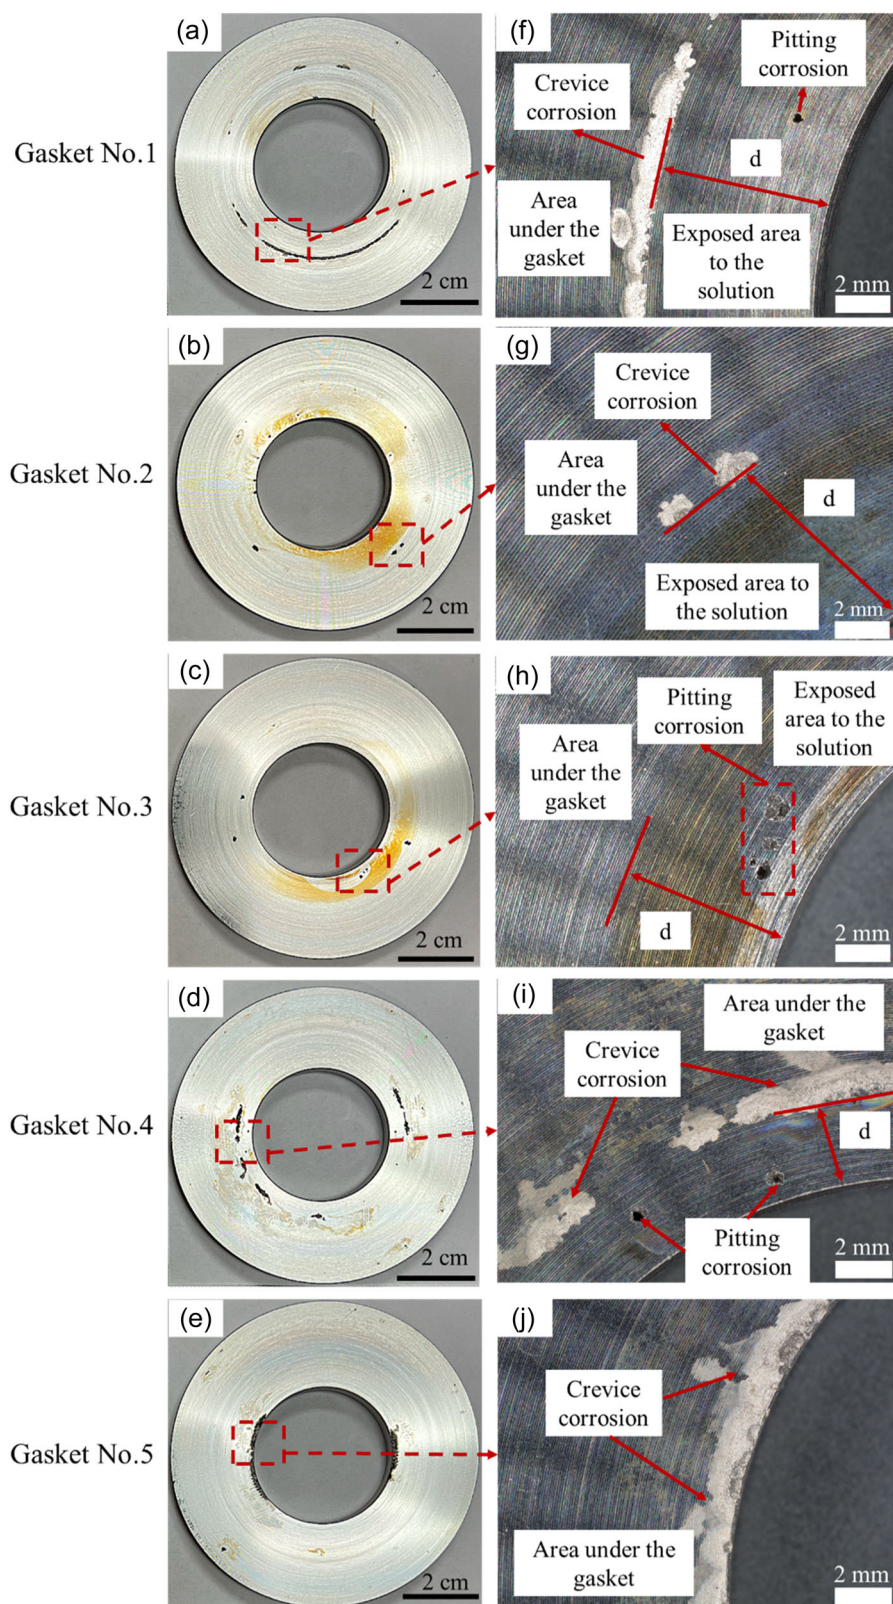 Gasket No.1
(a)
2 cm
(f)
Pitting
corrosion
Crevice
corrosion
d
Area
under the
gasket
Exposed area
to the
solution
2 mm
Gasket No.2
(b)
2 cm
(g)
Crevice
corrosion
Area
under the
gasket
d
Exposed area to
the solution
2 mm
Gasket No.3
(c)
2 cm
(h)
Pitting
corrosion
Exposed
area to the
solution
Area
under the
gasket
d
2 mm
Gasket No.4
(d)
2 cm
(i)
Area under the
gasket
Crevice
corrosion
d
Pitting
corrosion
2 mm
Gasket No.5
(e)
2 cm
(j)
Crevice
corrosion
Area under the
gasket
2 mm